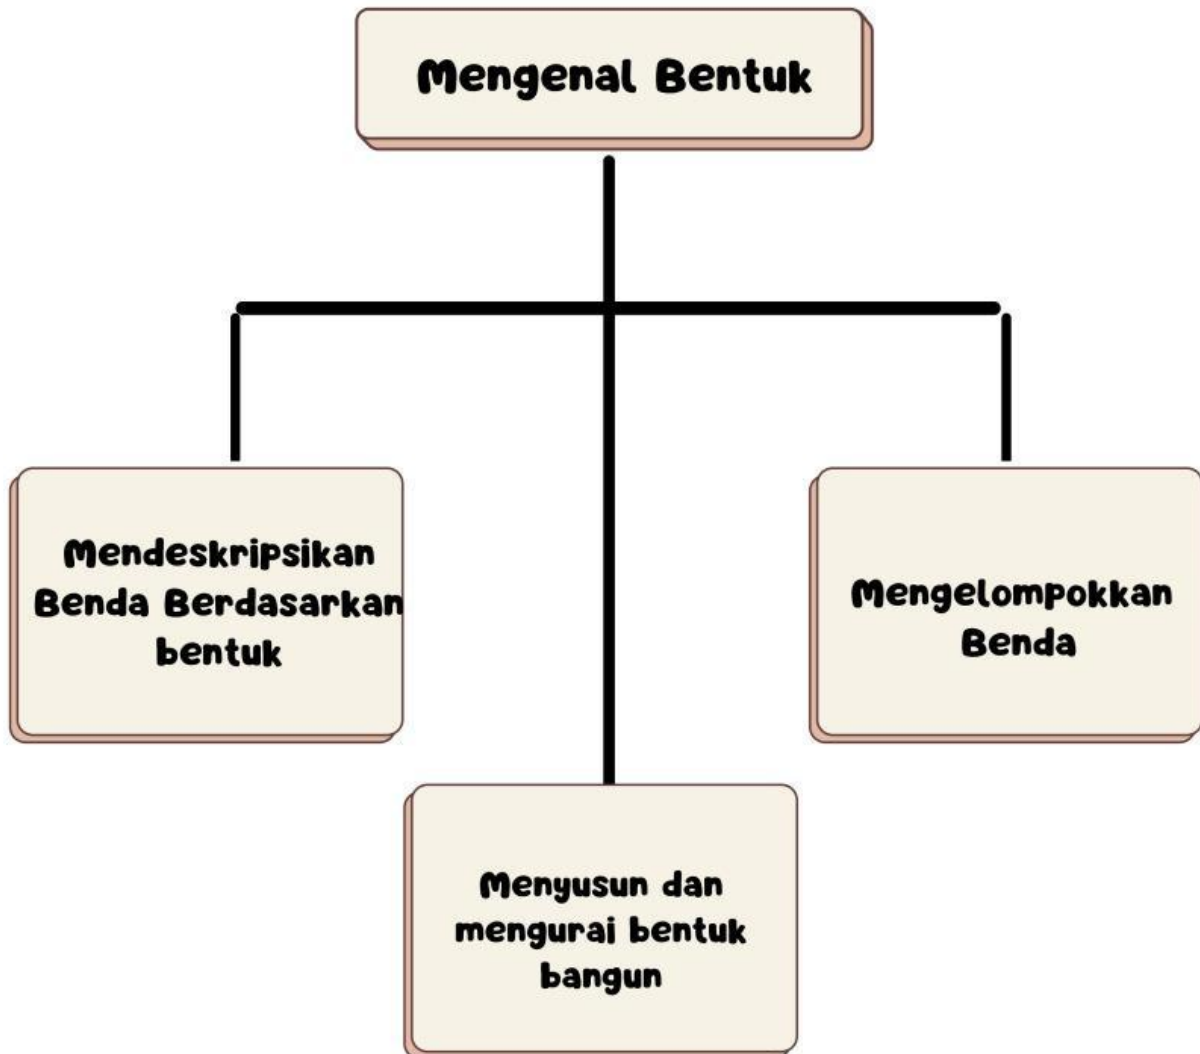 Mengenal Bentuk
Mendeskripsikan
Benda Berdasarkan
bentuk
Mengelompokkan
Benda
Menyusun dan
mengurai bentuk
bangun